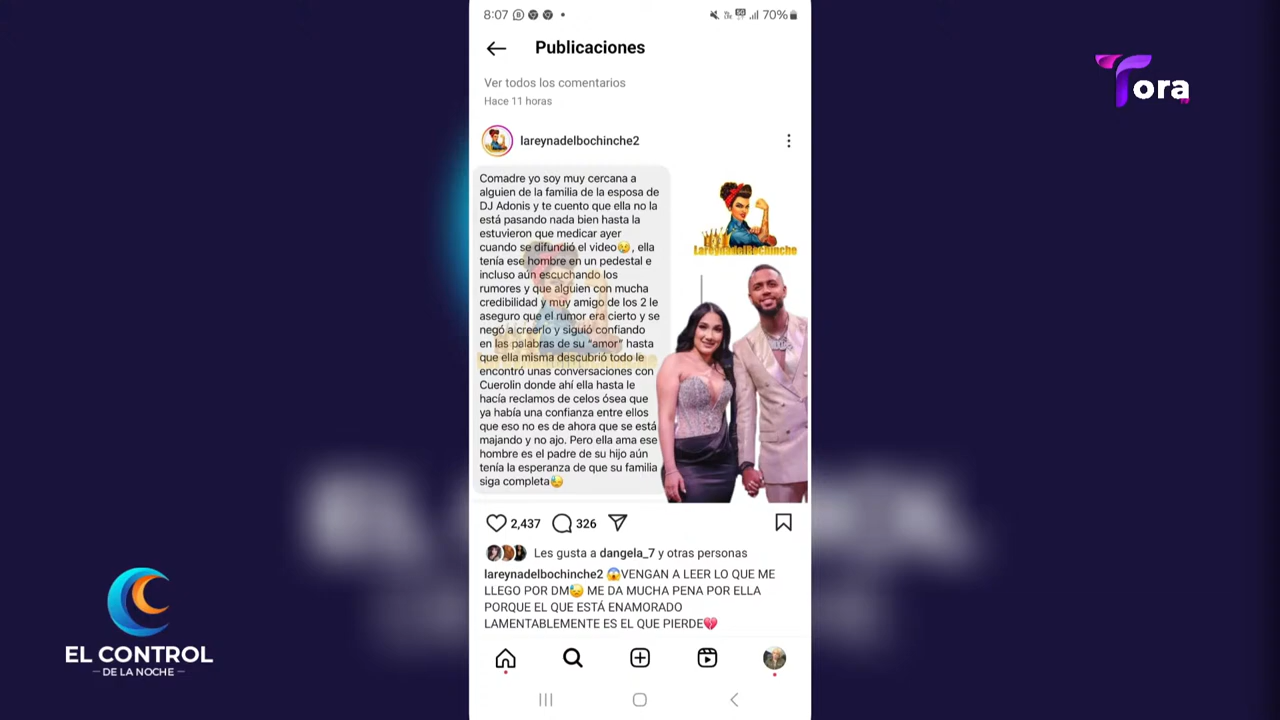 8:07
70%
Publicaciones
Ver todos los comentarios
Hace 11 horas
lareynadelbochinche2
Comadre yo soy muy cercana a
alguien de la familia de la esposa de
DJ Adonis y te cuento que ella no la
está pasando nada bien hasta la
estuvieron que medicar ayer
cuando se difundió el video😢, ella
tenía ese hombre en un pedestal e
incluso aún escuchando los
rumores y que alguien con mucha
credibilidad y muy amigo de los 2 le
aseguro que el rumor era cierto y se
negó a creerlo y siguió confiando
en las palabras de su "amor" hasta
que ella misma descubrió todo le
encontró unas conversaciones con
Cuerolin donde ahí ella hasta le
hacía reclamos de celos ósea que
ya había una confianza entre ellos
que eso no es de ahora que se está
majando y no ajo. Pero ella ama ese
hombre es el padre de su hijo aún
tenía la esperanza de que su familia
siga completa😓
LareynadelBochinche
2,437
326
Les gusta a dangela_7 y otras personas
lareynadelbochinche2 😱VENGAN A LEER LO QUE ME
LLEGO POR DM😓 ME DA MUCHA PENA POR ELLA
PORQUE EL QUE ESTÁ ENAMORADO
LAMENTABLEMENTE ES EL QUE PIERDE💔
Tora
EL CONTROL
DE LA NOCHE